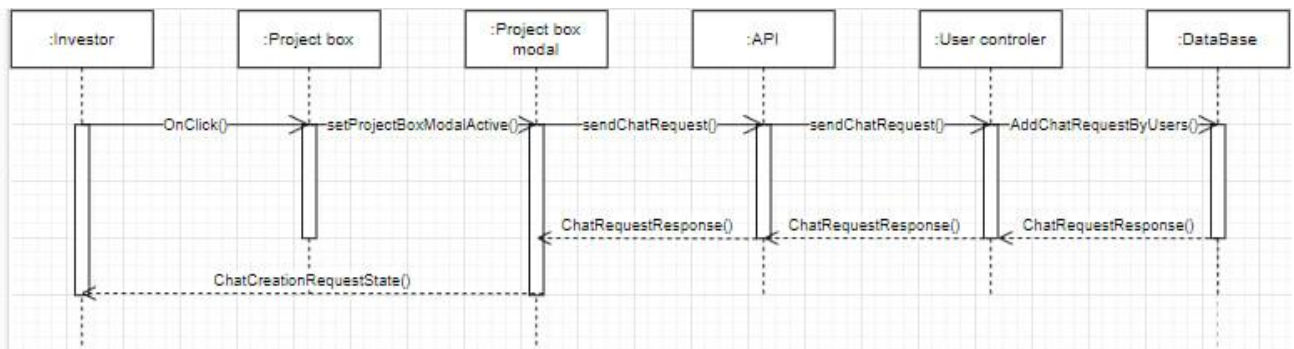 :Investor
:Project box
:Project box
modal
:API
:User controler
:DataBase
OnClick()
setProjectBoxModalActive()
sendChatRequest()
sendChatRequest()
AddChatRequestByUsers()
ChatRequestResponse()
ChatRequestResponse()
ChatRequestResponse()
ChatCreationRequestState()